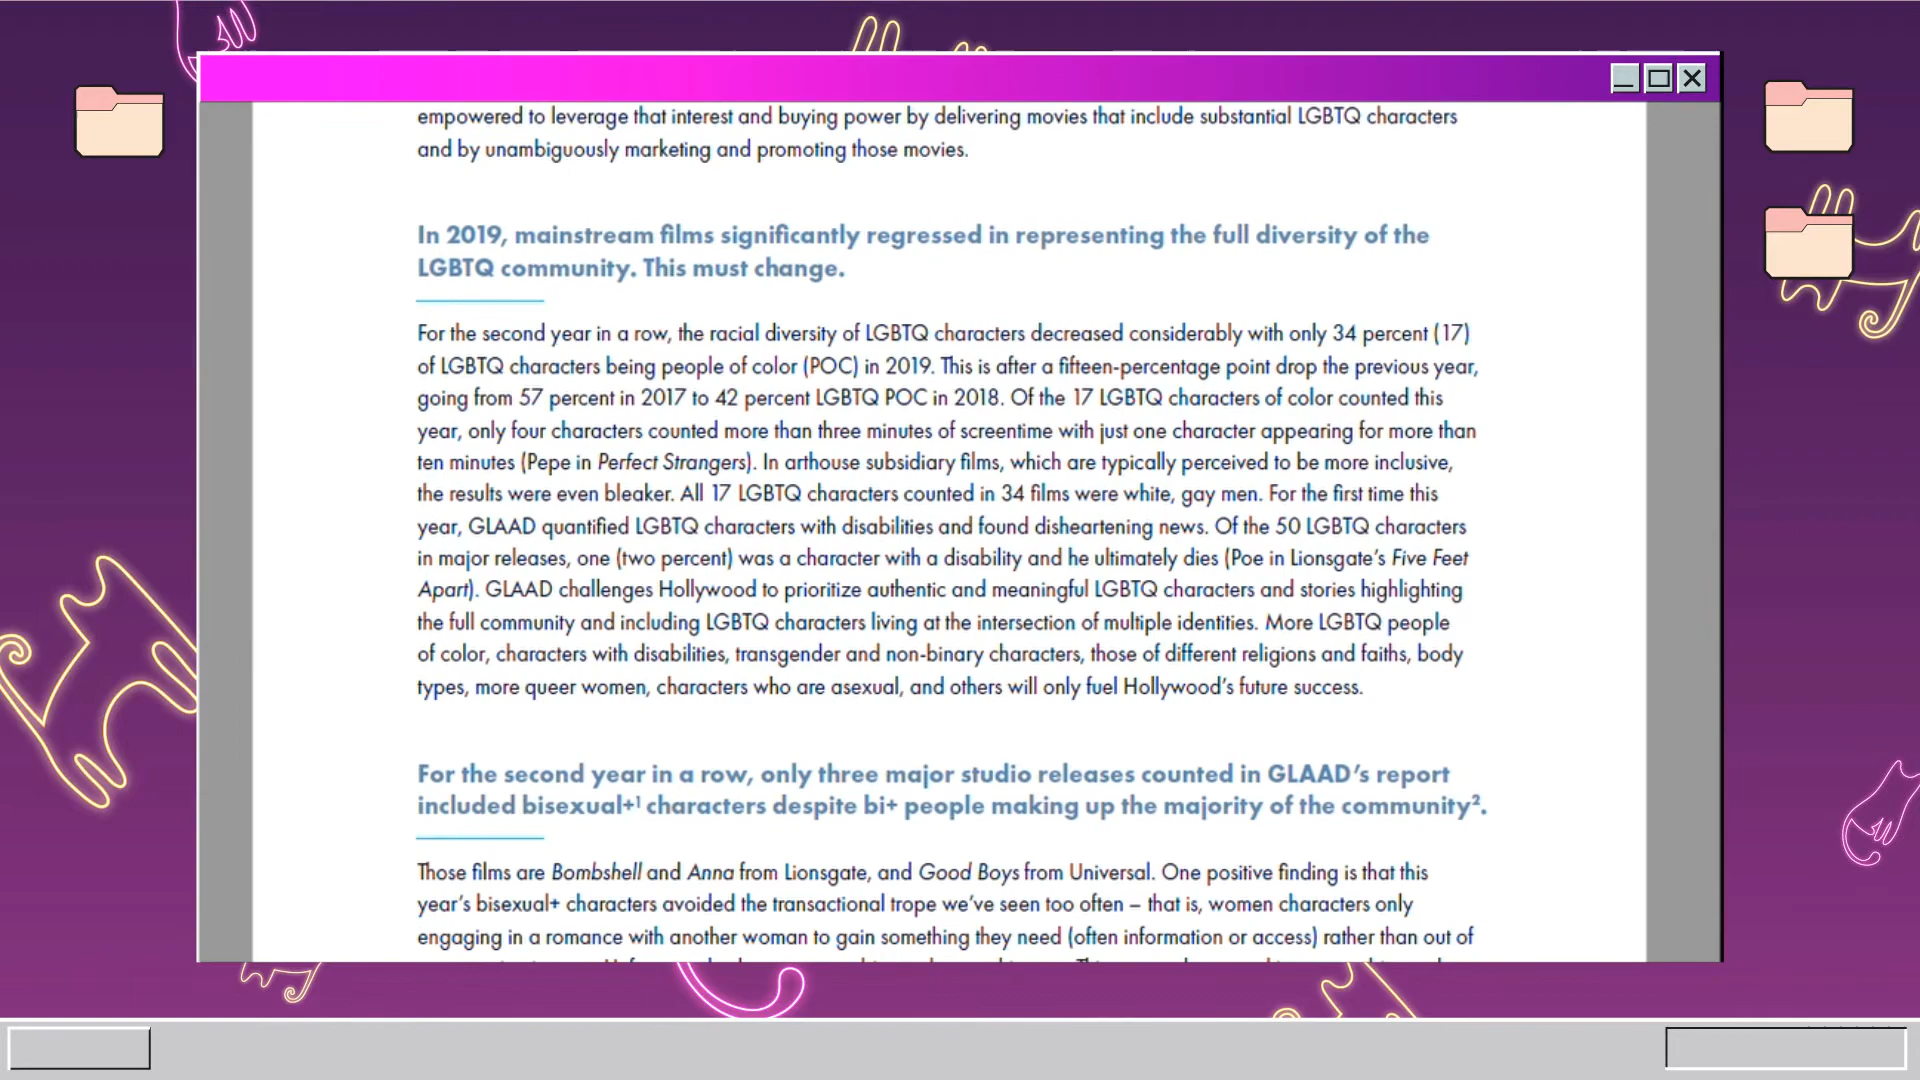 empowered to leverage that interest and buying power by delivering movies that include substantial LGBTQ characters
and by unambiguously marketing and promoting those movies.
In 2019, mainstream films significantly regressed in representing the full diversity of the
LGBTQ community. This must change.
For the second year in a row, the racial diversity of LGBTQ characters decreased considerably with only 34 percent (17)
of LGBTQ characters being people of color (POC) in 2019. This is after a fifteen-percentage point drop the previous year,
going from 57 percent in 2017 to 42 percent LGBTQ POC in 2018. Of the 17 LGBTQ characters of color counted this
year, only four characters counted more than three minutes of screentime with just one character appearing for more than
ten minutes (Pepe in Perfect Strangers). In arthouse subsidiary films, which are typically perceived to be more inclusive,
the results were even bleaker. All 17 LGBTQ characters counted in 34 films were white, gay men. For the first time this
year, GLAAD quantified LGBTQ characters with disabilities and found disheartening news. Of the 50 LGBTQ characters
in major releases, one (two percent) was a character with a disability and he ultimately dies (Poe in Lionsgate's Five Feet
Apart). GLAAD challenges Hollywood to prioritize authentic and meaningful LGBTQ characters and stories highlighting
the full community and including LGBTQ characters living at the intersection of multiple identities. More LGBTQ people
of color, characters with disabilities, transgender and non-binary characters, those of different religions and faiths, body
types, more queer women, characters who are asexual, and others will only fuel Hollywood's future success.
For the second year in a row, only three major studio releases counted in GLAAD's report
included bisexual+¹ characters despite bi+ people making up the majority of the community².
Those films are Bombshell and Anna from Lionsgate, and Good Boys from Universal. One positive finding is that this
year's bisexual+ characters avoided the transactional trope we've seen too often – that is, women characters only
engaging in a romance with another woman to gain something they need (often information or access) rather than out of